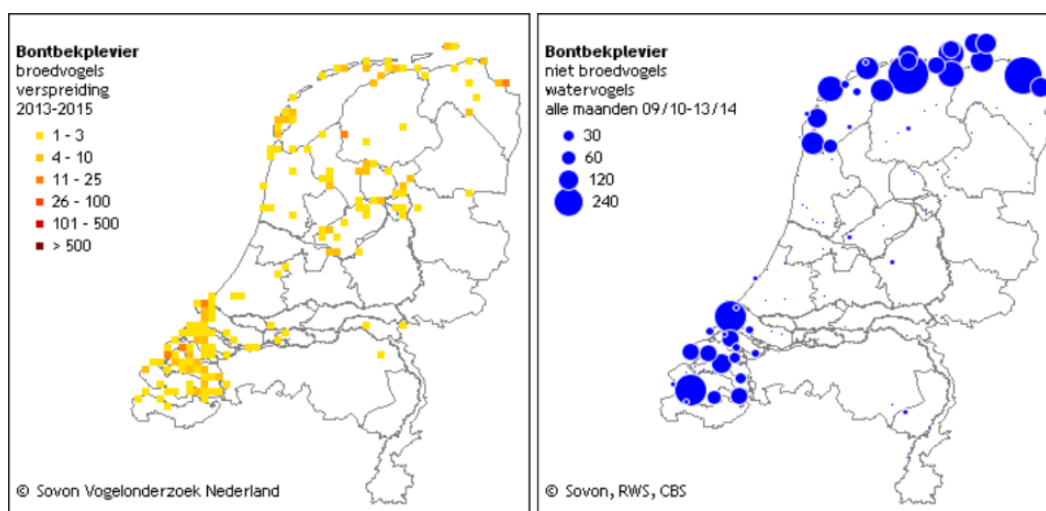 Bontbekplevier
broedvogels
verspreiding
2013-2015
1 - 3
4 - 10
11 - 25
26 - 100
101 - 500
> 500
© Sovon Vogelonderzoek Nederland
Bontbekplevier
niet broedvogels
watervogels
alle maanden 09/10-13/14
30
60
120
240
© Sovon, RWS, CBS